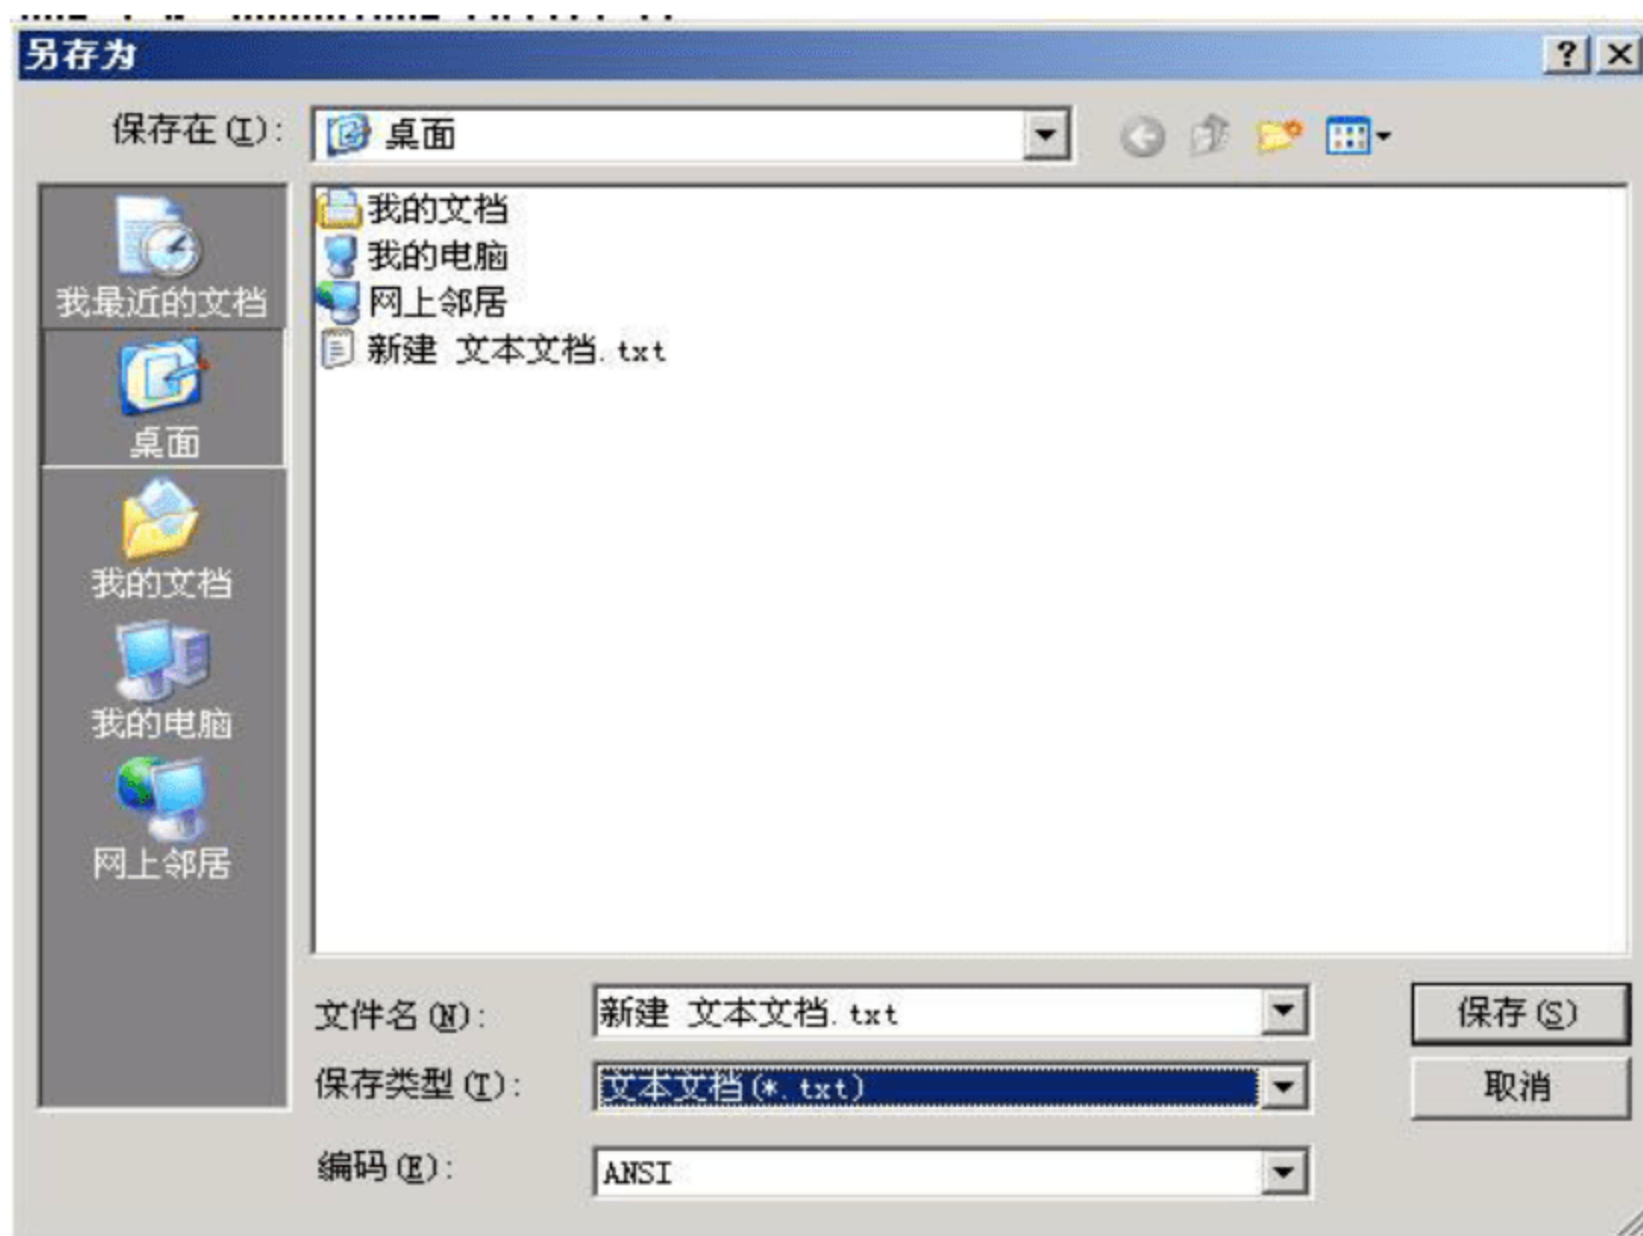 另存为
保存在(I):
桌面
我最近的文档
桌面
我的文档
我的电脑
网上邻居
我的文档
我的电脑
网上邻居
新建 文本文档.txt
文件名(N):
新建 文本文档.txt
保存(S)
保存类型(T):
文本文档(*.txt)
取消
编码(E):
ANSI